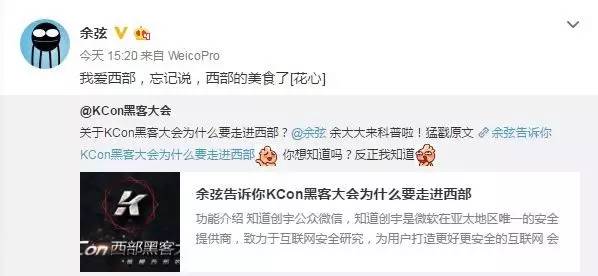 余弦
今天 15:20 来自 WeicoPro
我爱西部，忘记说，西部的美食了[花心]
@KCon黑客大会
关于KCon黑客大会为什么要走进西部？@余弦 余大大来科普啦！猛戳原文 余弦告诉你
KCon黑客大会为什么要走进西部 你想知道吗？反正我知道
余弦告诉你KCon黑客大会为什么要走进西部
功能介绍 知道创宇公众微信，知道创宇是微软在亚太地区唯一的安全
提供商，致力于互联网安全研究，为用户打造更好更安全的互联网 会
K
Con 西部黑客大